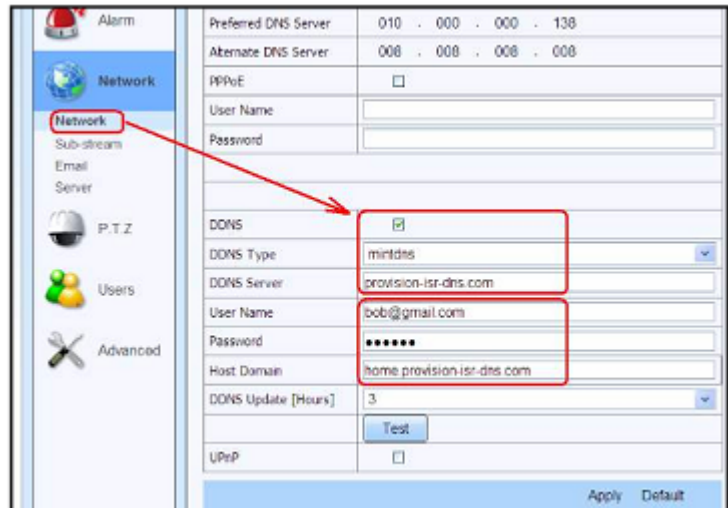 Alarm
Network
Network
Sub-stream
Email
Server
P.T.Z
Users
Advanced
Preferred DNS Server 010 . 000 . 000 . 138
Alternate DNS Server 008 . 008 . 008 . 008
PPPoE
User Name
Password
DDNS
DDNS Type mintdns
DDNS Server provision-isr-dns.com
User Name bob@gmail.com
Password ••••••
Host Domain home.provision-isr-dns.com
DDNS Update [Hours] 3
Test
UPnP
Apply Default